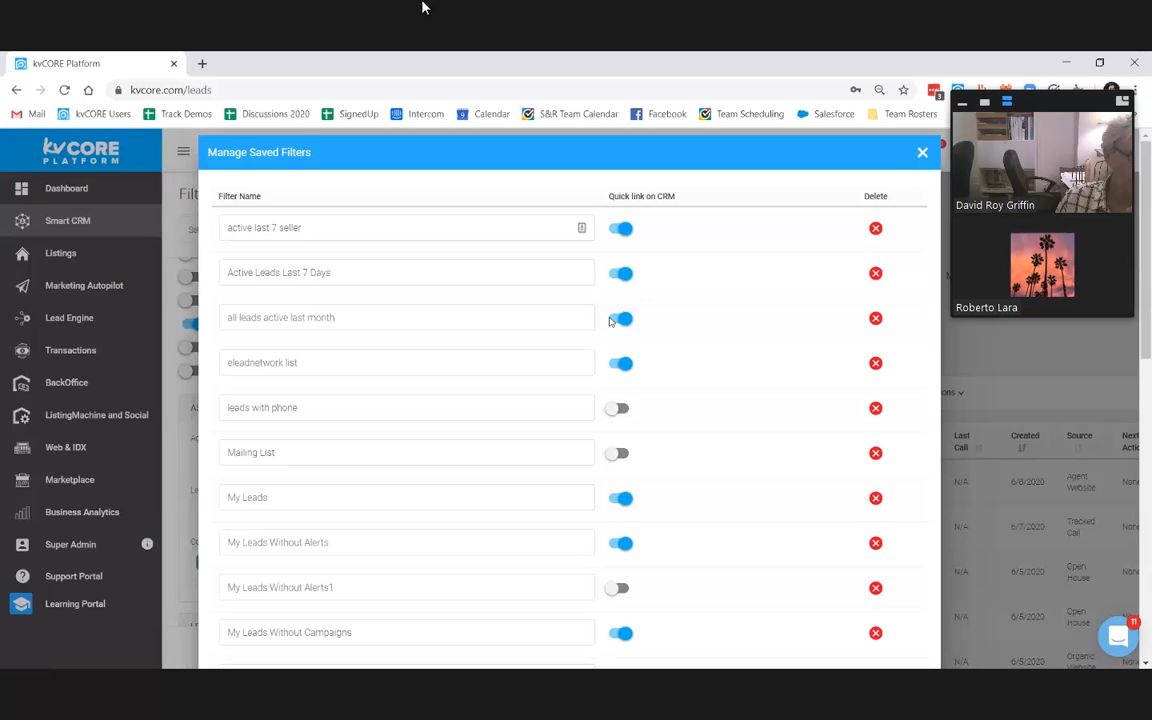 kvCORE Platform
kvcore.com/leads
3
Mail
kvCORE Users
Track Demos
Discussions 2020
SignedUp
Intercom
Calendar
S&R Team Calendar
Facebook
Team Scheduling
Salesforce
Team Rosters
kvCORE
PLATFORM
Dashboard
Smart CRM
Listings
Marketing Autopilot
Lead Engine
Transactions
BackOffice
ListingMachine and Social
Web & IDX
Marketplace
Business Analytics
Super Admin
Support Portal
Learning Portal
Manage Saved Filters
Filter Name Quick link on CRM Delete
active last 7 seller
Active Leads Last 7 Days
all leads active last month
eleadnetwork list
leads with phone
Mailing List
My Leads
My Leads Without Alerts
My Leads Without Alerts1
My Leads Without Campaigns
David Roy Griffin
Roberto Lara
Last Call Created Source Next
N/A 6/8/2020 Agent Website
N/A 6/7/2020 Tracked Call
N/A 6/5/2020 Open House
N/A 6/5/2020 Open House
N/A 6/5/2020 Organic
11